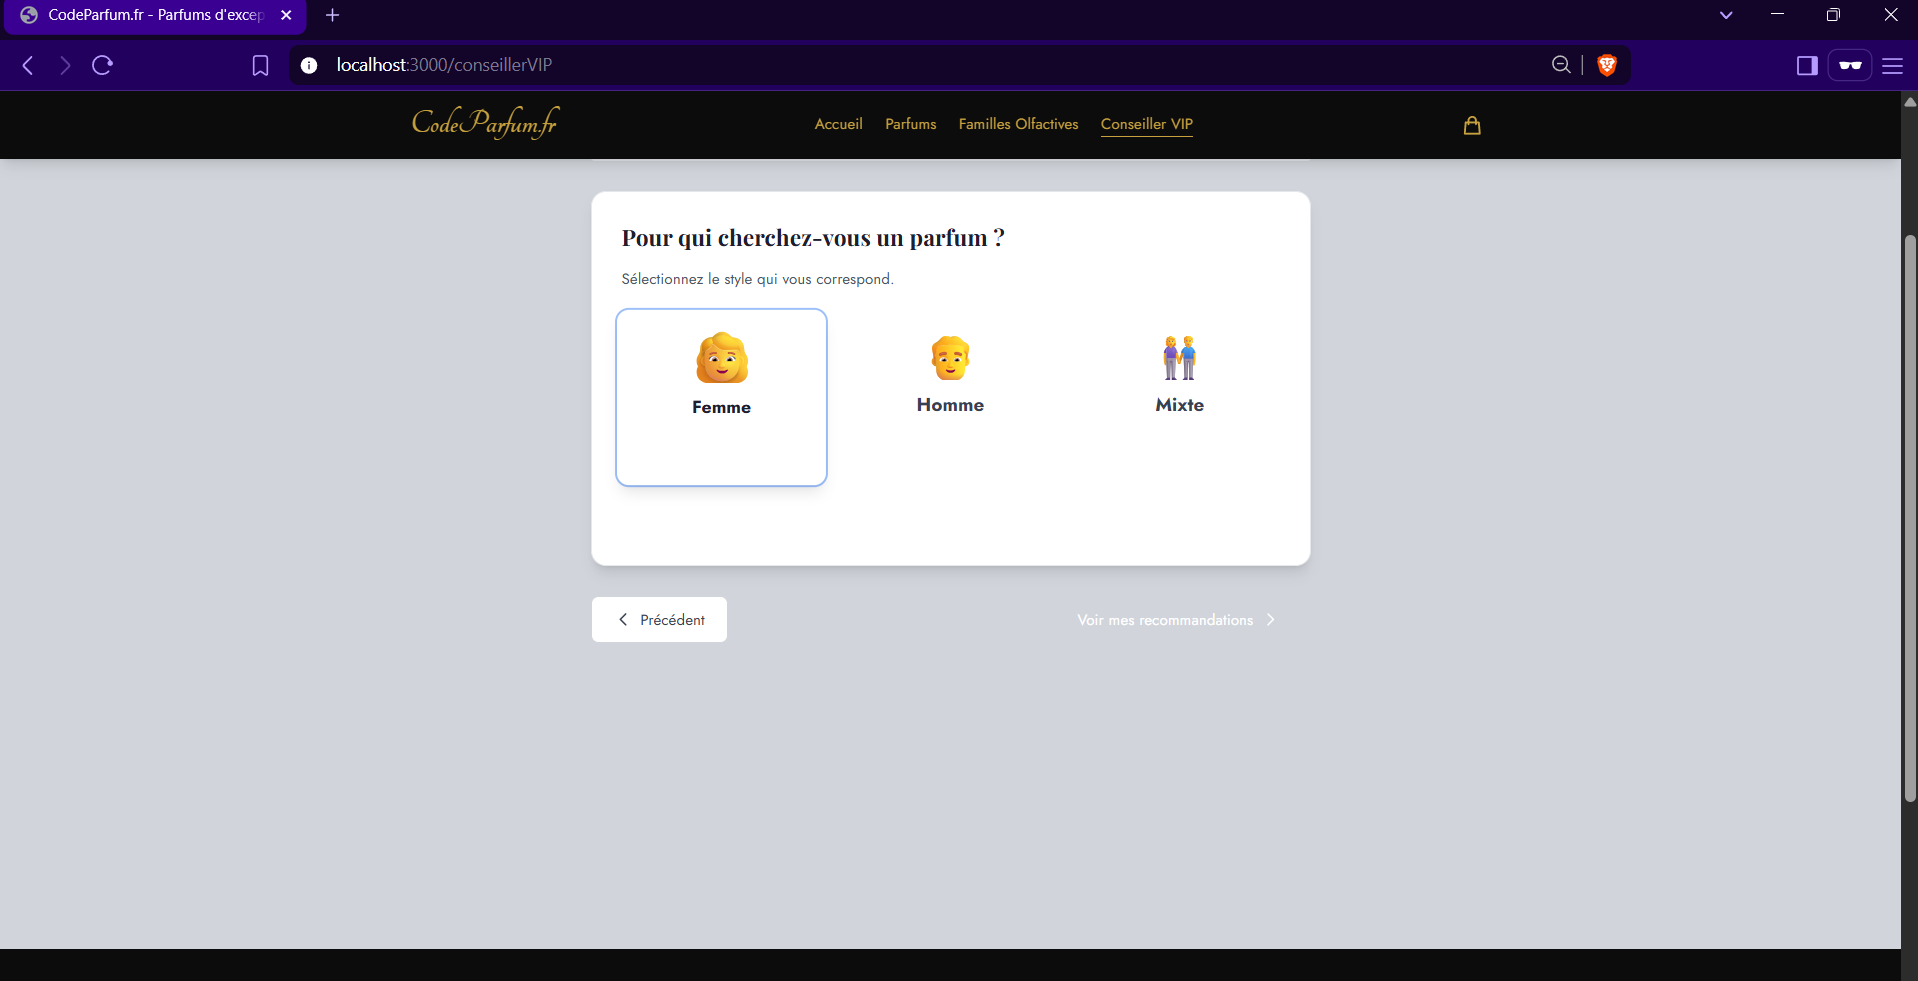 CodeParfum.fr - Parfums d'excep
localhost:3000/conseillerVIP
CodeParfum.fr
Accueil Parfums Familles Olfactives Conseiller VIP
Pour qui cherchez-vous un parfum ?
Sélectionnez le style qui vous correspond.
Femme Homme Mixte
Précédent Voir mes recommandations